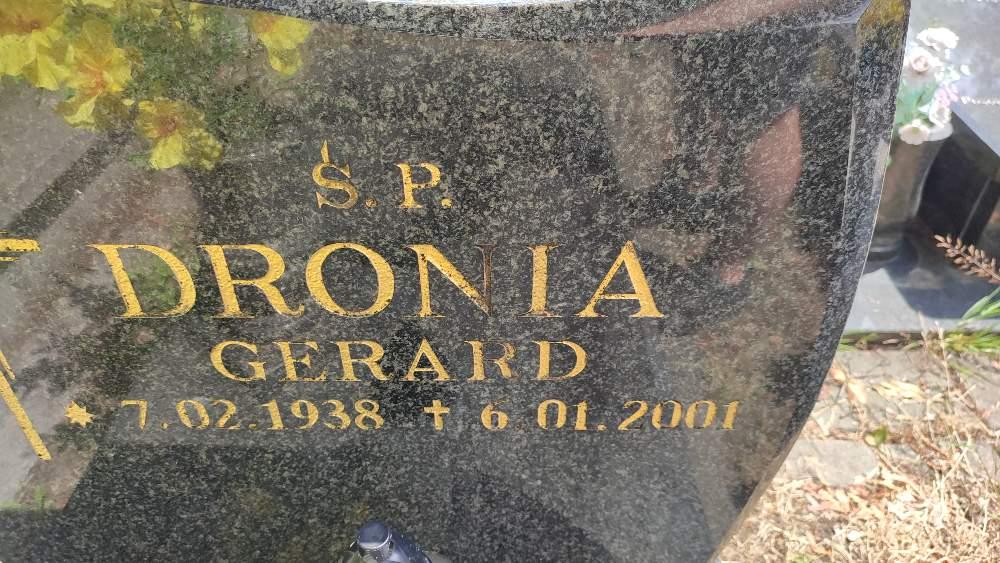 Ś.P.
DRONIA
GERARD
* 7.02.1938 ✝ 6.01.2001